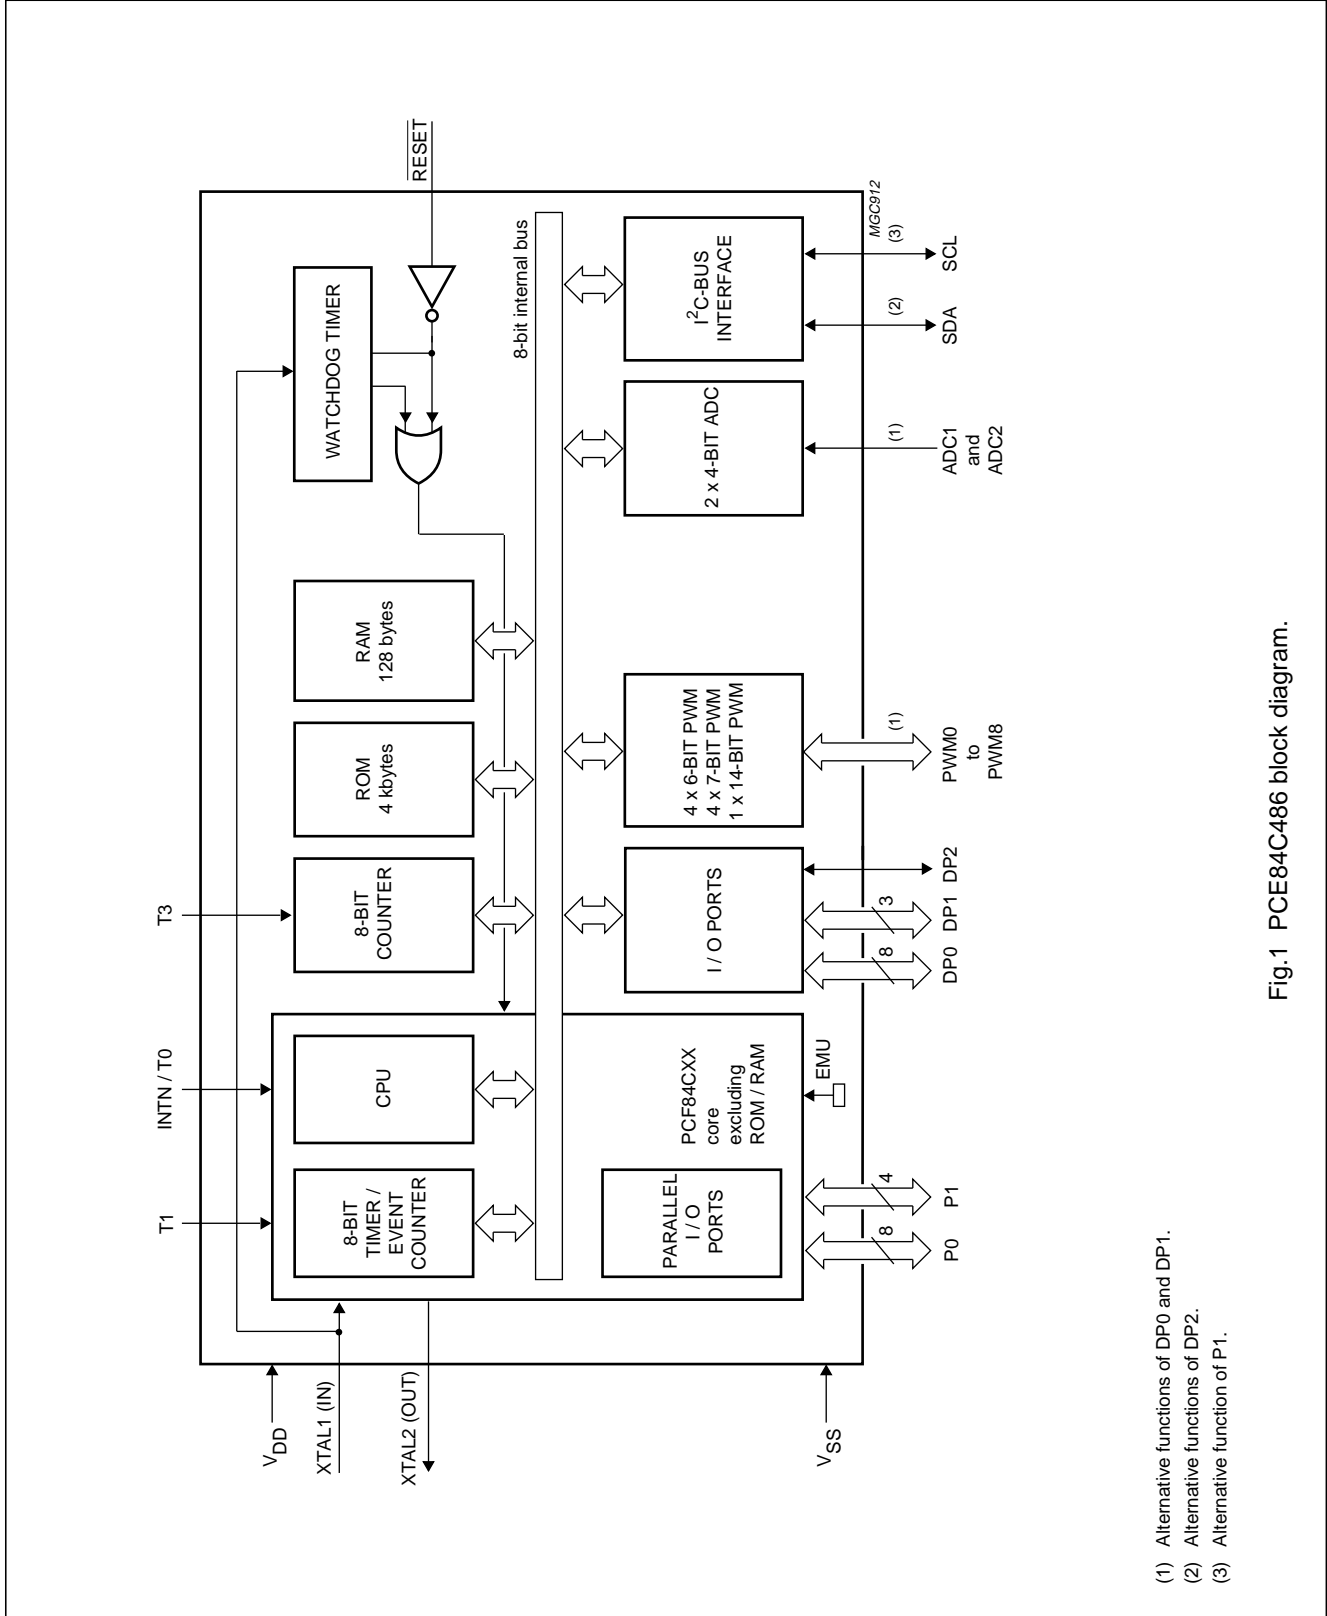 VDD
XTAL1 (IN)
XTAL2 (OUT)
VSS
T1
INTN / T0
T3
RESET
8-BIT
TIMER /
EVENT
COUNTER
CPU
8-BIT
COUNTER
ROM
4 kbytes
RAM
128 bytes
WATCHDOG TIMER
8-bit internal bus
PARALLEL
I / O
PORTS
PCF84CXX
core
excluding
ROM / RAM
I / O PORTS
4 x 6-BIT PWM
4 x 7-BIT PWM
1 x 14-BIT PWM
2 x 4-BIT ADC
I2C-BUS
INTERFACE
EMU
8
4
8
3
(1)
(1)
(2)
(3)
MGC912
P0
P1
DP0
DP1
DP2
PWM0
to
PWM8
ADC1
and
ADC2
SDA
SCL
(1) Alternative functions of DP0 and DP1.
(2) Alternative functions of DP2.
(3) Alternative function of P1.
Fig.1 PCE84C486 block diagram.